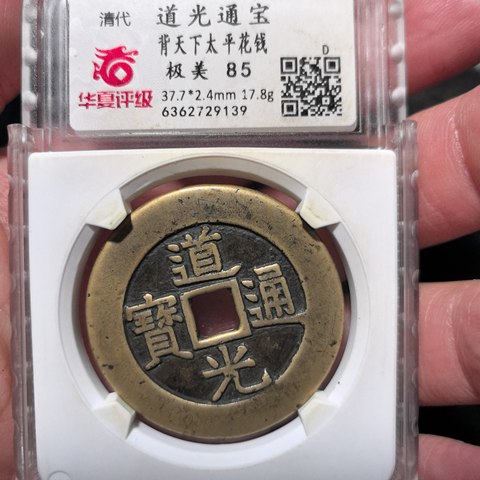 清代 道光通宝
背天下太平花钱
极美 85
华夏评级 37.7*2.4mm 17.8g
6362729139
D
道
光
通
寳